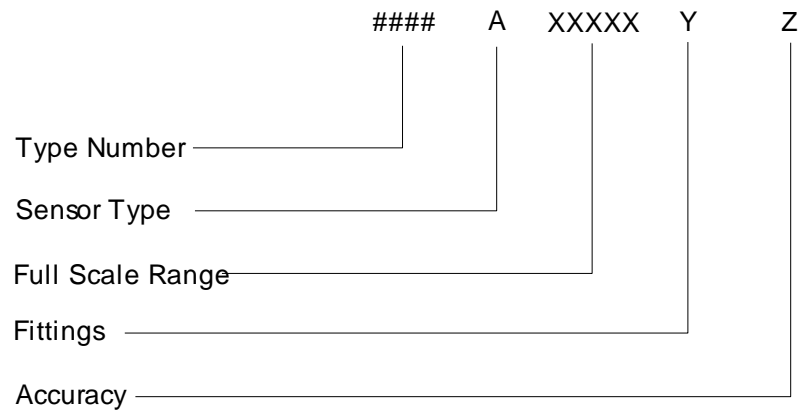 #### A XXXXX Y Z
Type Number
Sensor Type
Full Scale Range
Fittings
Accuracy